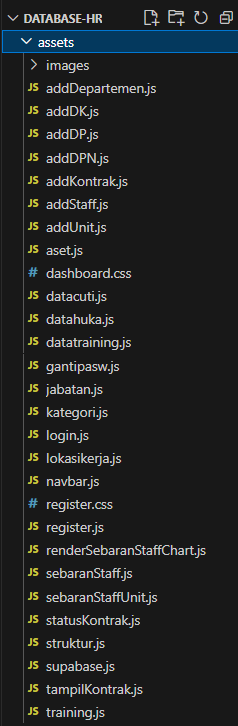 DATABASE-HR
assets
images
JS addDepartemen.js
JS addDK.js
JS addDP.js
JS addDPN.js
JS addKontrak.js
JS addStaff.js
JS addUnit.js
JS aset.js
# dashboard.css
JS datacuti.js
JS datahuka.js
JS datatraining.js
JS gantipasw.js
JS jabatan.js
JS kategori.js
JS login.js
JS lokasikerja.js
JS navbar.js
# register.css
JS register.js
JS renderSebaranStaffChart.js
JS sebaranStaff.js
JS sebaranStaffUnit.js
JS statusKontrak.js
JS struktur.js
JS supabase.js
JS tampilKontrak.js
JS training.js